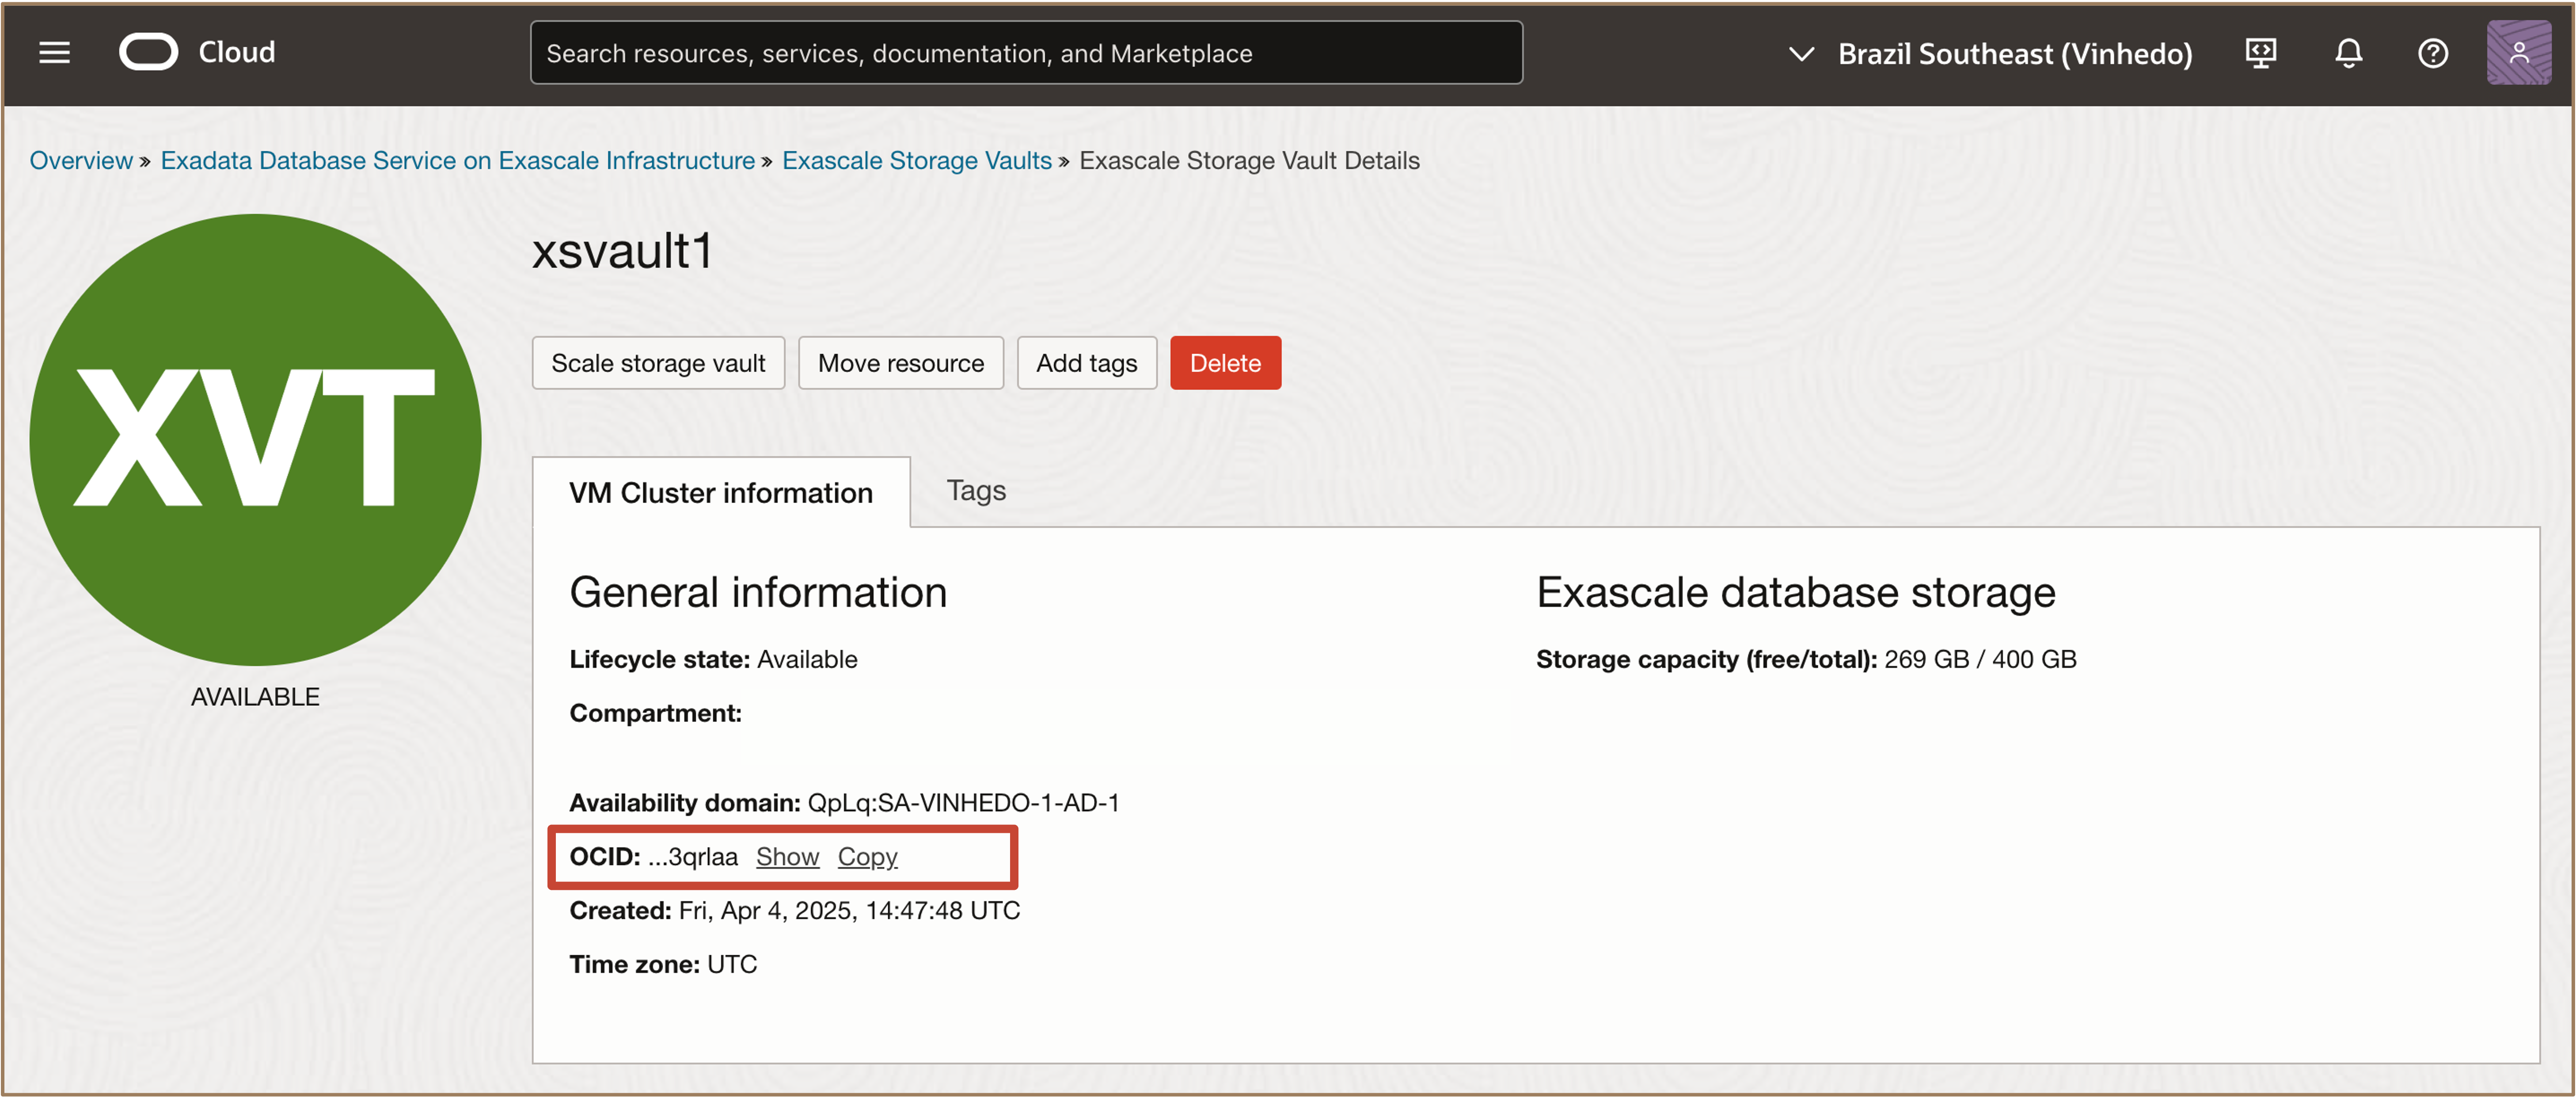 Cloud
Search resources, services, documentation, and Marketplace
Brazil Southeast (Vinhedo)
Overview » Exadata Database Service on Exascale Infrastructure » Exascale Storage Vaults » Exascale Storage Vault Details
XVT
AVAILABLE
xsvault1
Scale storage vault Move resource Add tags Delete
VM Cluster information Tags
General information
Lifecycle state: Available
Compartment:
Availability domain: QpLq:SA-VINHEDO-1-AD-1
OCID: ...3qrlaa Show Copy
Created: Fri, Apr 4, 2025, 14:47:48 UTC
Time zone: UTC
Exascale database storage
Storage capacity (free/total): 269 GB / 400 GB